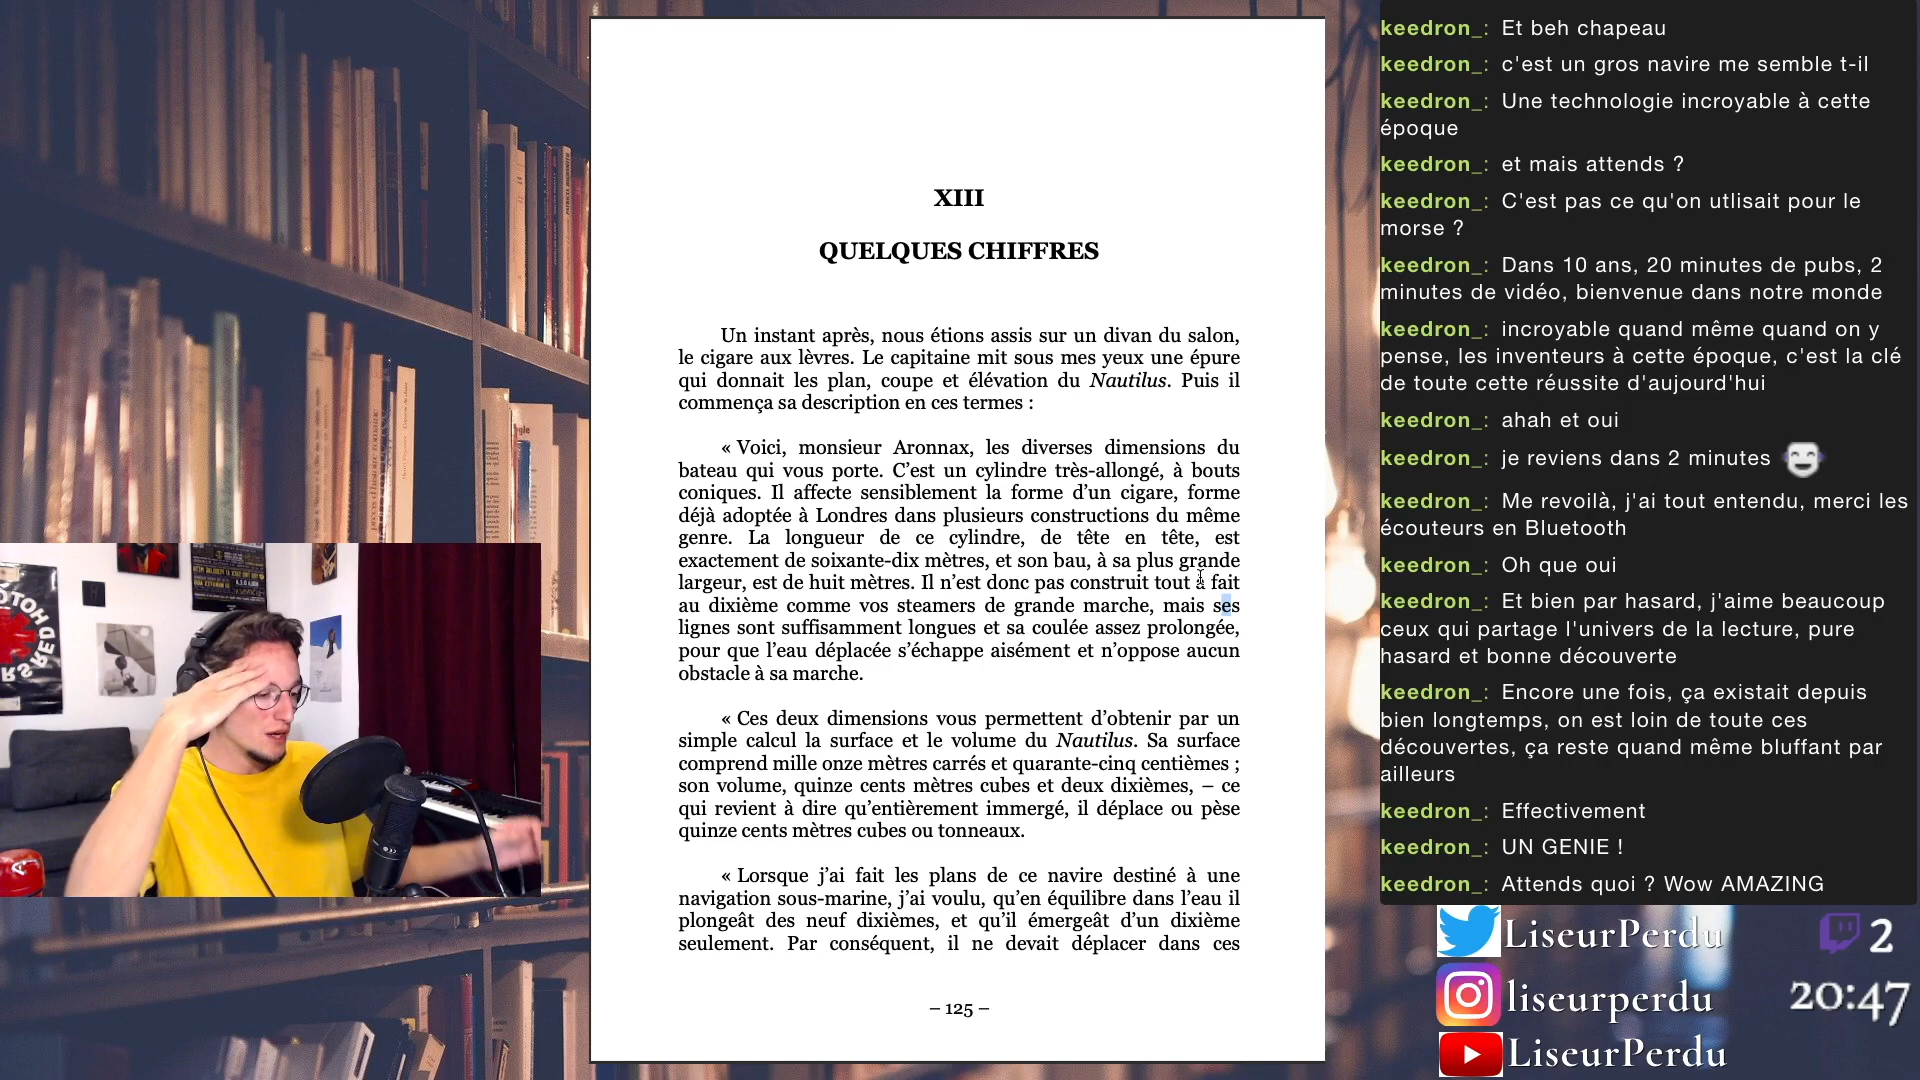 XIII
QUELQUES CHIFFRES
Un instant après, nous étions assis sur un divan du salon,
le cigare aux lèvres. Le capitaine mit sous mes yeux une épure
qui donnait les plan, coupe et élévation du Nautilus. Puis il
commença sa description en ces termes :
« Voici, monsieur Aronnax, les diverses dimensions du
bateau qui vous porte. C’est un cylindre très-allongé, à bouts
coniques. Il affecte sensiblement la forme d’un cigare, forme
déjà adoptée à Londres dans plusieurs constructions du même
genre. La longueur de ce cylindre, de tête en tête, est
exactement de soixante-dix mètres, et son bau, à sa plus grande
largeur, est de huit mètres. Il n’est donc pas construit tout à fait
au dixième comme vos steamers de grande marche, mais ses
lignes sont suffisamment longues et sa coulée assez prolongée,
pour que l’eau déplacée s’échappe aisément et n’oppose aucun
obstacle à sa marche.
« Ces deux dimensions vous permettent d’obtenir par un
simple calcul la surface et le volume du Nautilus. Sa surface
comprend mille onze mètres carrés et quarante-cinq centièmes ;
son volume, quinze cents mètres cubes et deux dixièmes, – ce
qui revient à dire qu’entièrement immergé, il déplace ou pèse
quinze cents mètres cubes ou tonneaux.
« Lorsque j’ai fait les plans de ce navire destiné à une
navigation sous-marine, j’ai voulu, qu’en équilibre dans l’eau il
plongeât des neuf dixièmes, et qu’il émergeât d’un dixième
seulement. Par conséquent, il ne devait déplacer dans ces
– 125 –
keedron_: Et beh chapeau
keedron_: c'est un gros navire me semble t-il
keedron_: Une technologie incroyable à cette
époque
keedron_: et mais attends ?
keedron_: C'est pas ce qu'on utlisait pour le
morse ?
keedron_: Dans 10 ans, 20 minutes de pubs, 2
minutes de vidéo, bienvenue dans notre monde
keedron_: incroyable quand même quand on y
pense, les inventeurs à cette époque, c'est la clé
de toute cette réussite d'aujourd'hui
keedron_: ahah et oui
keedron_: je reviens dans 2 minutes
keedron_: Me revoilà, j'ai tout entendu, merci les
écouteurs en Bluetooth
keedron_: Oh que oui
keedron_: Et bien par hasard, j'aime beaucoup
ceux qui partage l'univers de la lecture, pure
hasard et bonne découverte
keedron_: Encore une fois, ça existait depuis
bien longtemps, on est loin de toute ces
découvertes, ça reste quand même bluffant par
ailleurs
keedron_: Effectivement
keedron_: UN GENIE !
keedron_: Attends quoi ? Wow AMAZING
LiseurPerdu
2
liseurperdu
20:47
LiseurPerdu